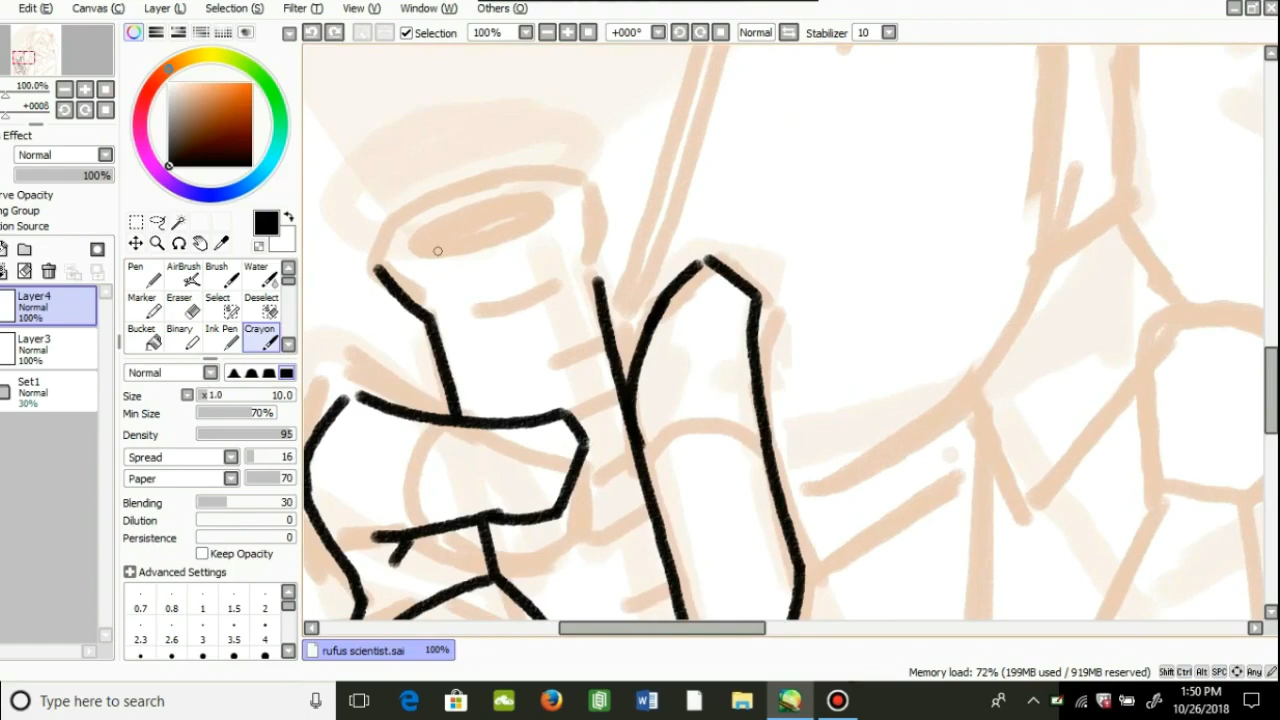 Edit (E) Canvas (C) Layer (L) Selection (S) Filter (T) View (V) Window (W) Others (O)
Selection 100% +000° Normal Stabilizer 10
100.0%
Effect
Normal
100%
rve Opacity
ng Group
tion Source
Layer4
Normal
100%
Layer3
Normal
100%
Set1
Normal
30%
Pen AirBrush Brush Water
Marker Eraser Select Deselect
Bucket Binary Ink Pen Crayon
Normal
Size x 1.0 10.0
Min Size 70%
Density 95
Spread 16
Paper 70
Blending 30
Dilution 0
Persistence 0
Keep Opacity
Advanced Settings
0.7 0.8 1 1.5 2
2.3 2.6 3 3.5 4
rufus scientist.sai 100%
Memory load: 72% (199MB used / 919MB reserved) Shift Ctrl Alt SPC Any
Type here to search
1:50 PM
10/26/2018